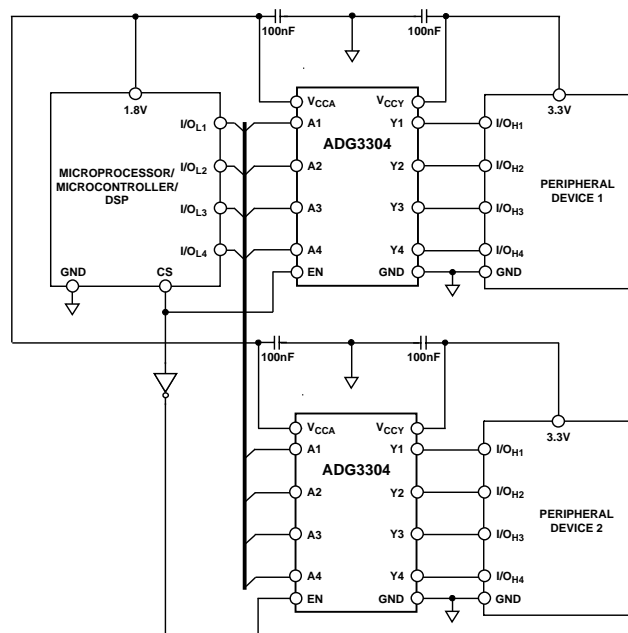 100nF
100nF
1.8V
I/OL1
I/OL2
I/OL3
I/OL4
MICROPROCESSOR/
MICROCONTROLLER/
DSP
GND
CS
VCCA
VCCY
A1
Y1
ADG3304
A2
Y2
A3
Y3
A4
Y4
EN
GND
3.3V
I/OH1
I/OH2
I/OH3
I/OH4
GND
PERIPHERAL
DEVICE 1
100nF
100nF
VCCA
VCCY
A1
Y1
ADG3304
A2
Y2
A3
Y3
A4
Y4
EN
GND
3.3V
I/OH1
I/OH2
I/OH3
I/OH4
GND
PERIPHERAL
DEVICE 2